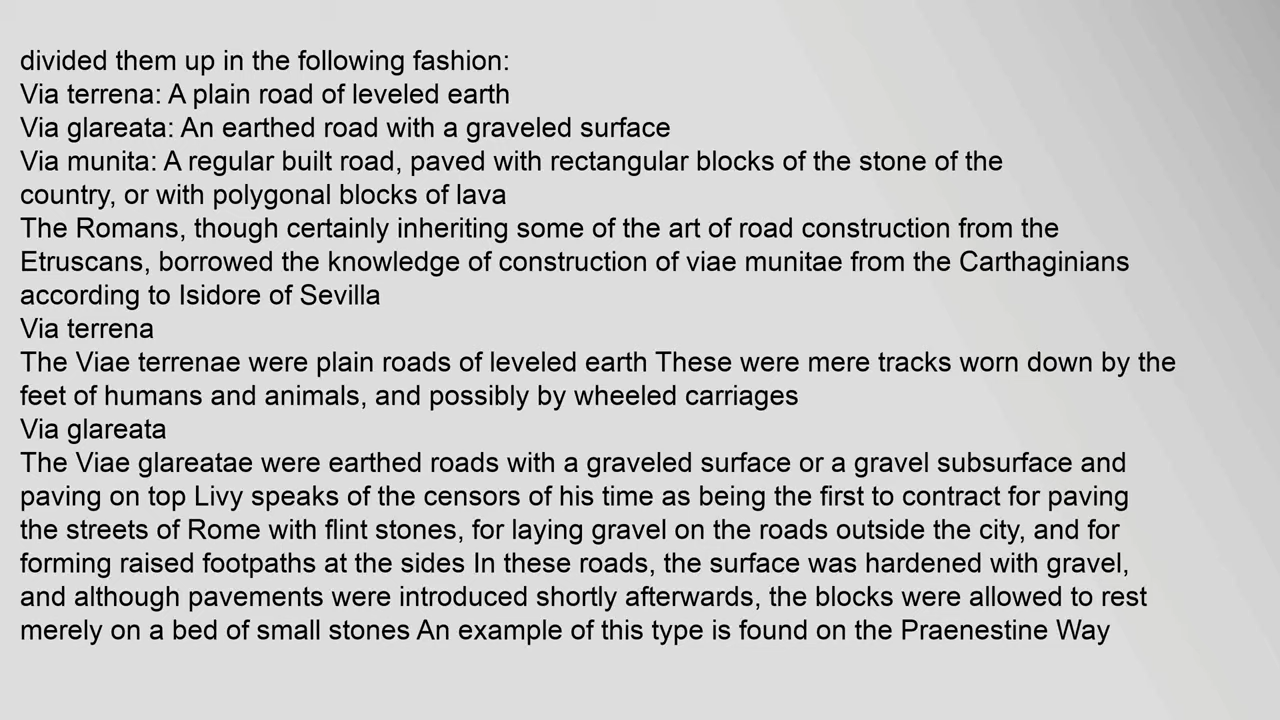 divided them up in the following fashion:
Via terrena: A plain road of leveled earth
Via glareata: An earthed road with a graveled surface
Via munita: A regular built road, paved with rectangular blocks of the stone of the
country, or with polygonal blocks of lava
The Romans, though certainly inheriting some of the art of road construction from the
Etruscans, borrowed the knowledge of construction of viae munitae from the Carthaginians
according to Isidore of Sevilla
Via terrena
The Viae terrenae were plain roads of leveled earth These were mere tracks worn down by the
feet of humans and animals, and possibly by wheeled carriages
Via glareata
The Viae glareatae were earthed roads with a graveled surface or a gravel subsurface and
paving on top Livy speaks of the censors of his time as being the first to contract for paving
the streets of Rome with flint stones, for laying gravel on the roads outside the city, and for
forming raised footpaths at the sides In these roads, the surface was hardened with gravel,
and although pavements were introduced shortly afterwards, the blocks were allowed to rest
merely on a bed of small stones An example of this type is found on the Praenestine Way